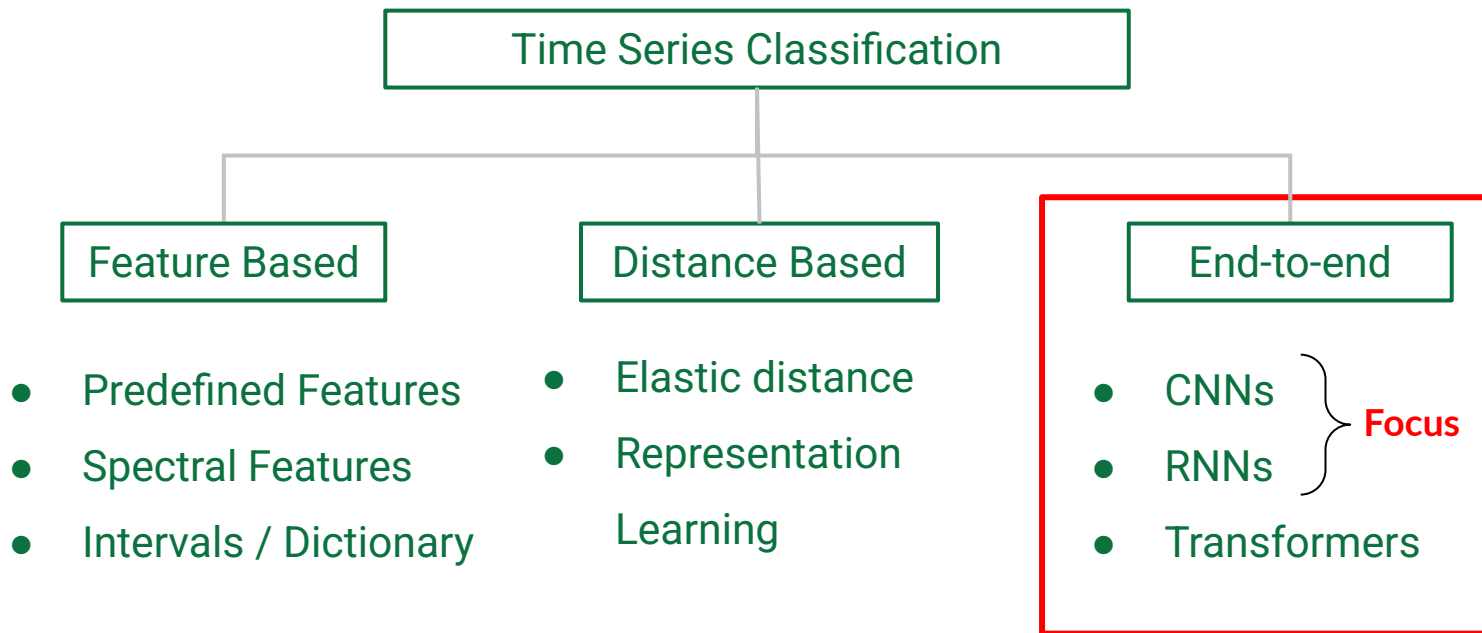 Time Series Classification
Feature Based
Distance Based
End-to-end
● Predefined Features
● Spectral Features
● Intervals / Dictionary
● Elastic distance
● Representation
Learning
● CNNs
● RNNs
● Transformers
Focus